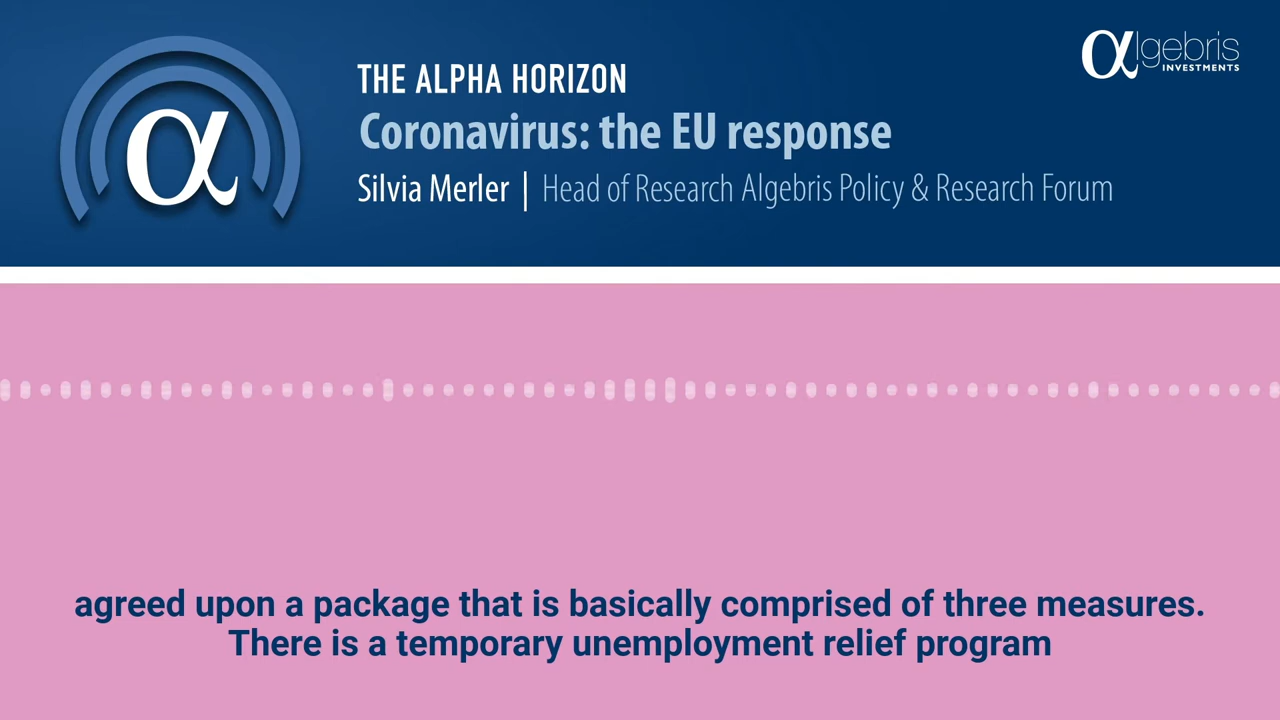 THE ALPHA HORIZON
Coronavirus: the EU response
Silvia Merler | Head of Research Algebris Policy & Research Forum
αlgebris
INVESTMENTS
α
agreed upon a package that is basically comprised of three measures.
There is a temporary unemployment relief program